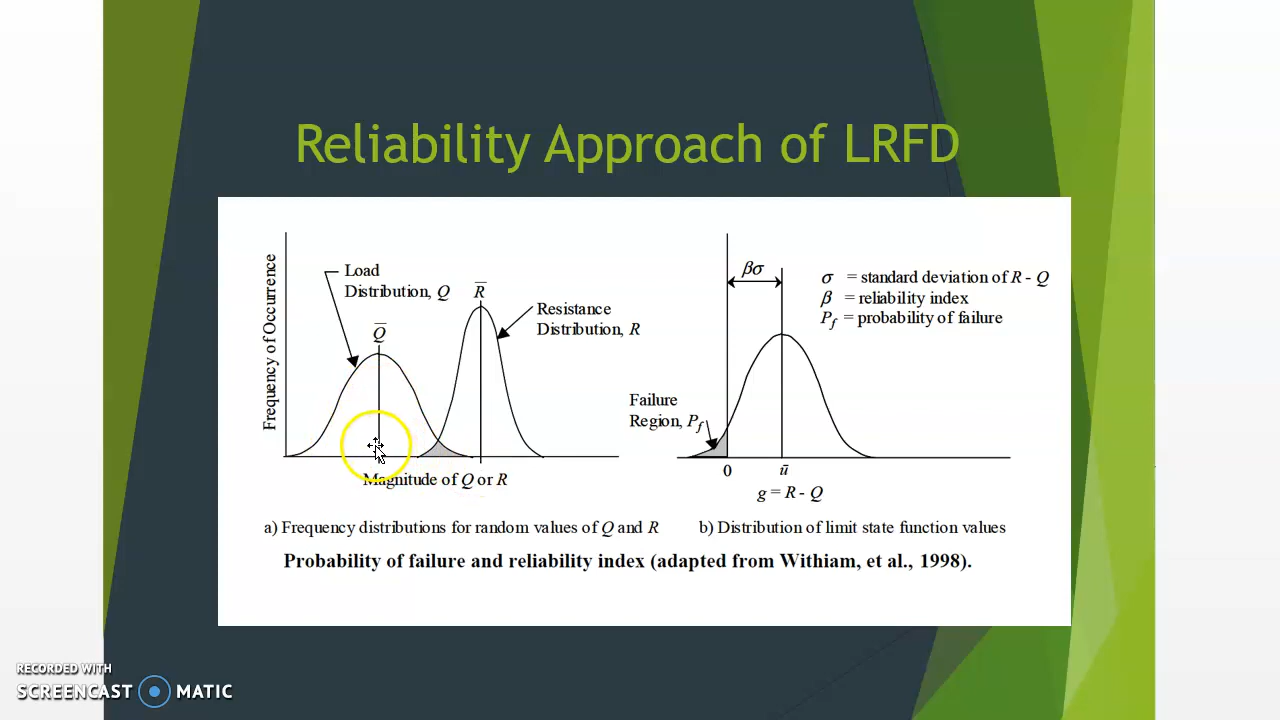 Reliability Approach of LRFD
Frequency of Occurrence
Load
Distribution, Q
Q̅
R̅
Resistance
Distribution, R
Magnitude of Q or R
a) Frequency distributions for random values of Q and R
βσ
σ = standard deviation of R - Q
β = reliability index
Pf = probability of failure
Failure
Region, Pf
0
ū
g = R - Q
b) Distribution of limit state function values
Probability of failure and reliability index (adapted from Withiam, et al., 1998).
RECORDED WITH
SCREENCAST MATIC